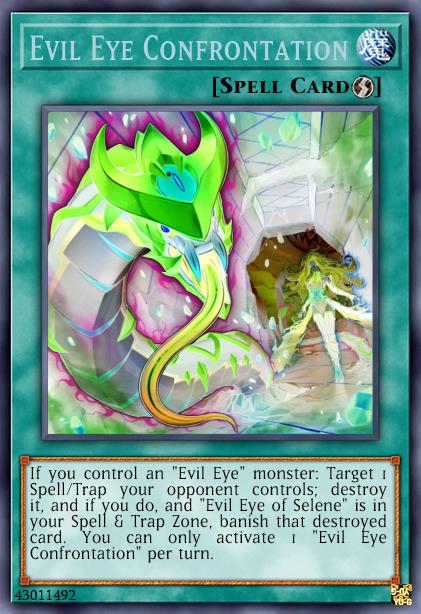 EVIL EYE CONFRONTATION
魔
[SPELL CARD]
If you control an "Evil Eye" monster: Target 1
Spell/Trap your opponent controls; destroy
it, and if you do, and "Evil Eye of Selene" is in
your Spell & Trap Zone, banish that destroyed
card. You can only activate 1 "Evil Eye
Confrontation" per turn.
43011492